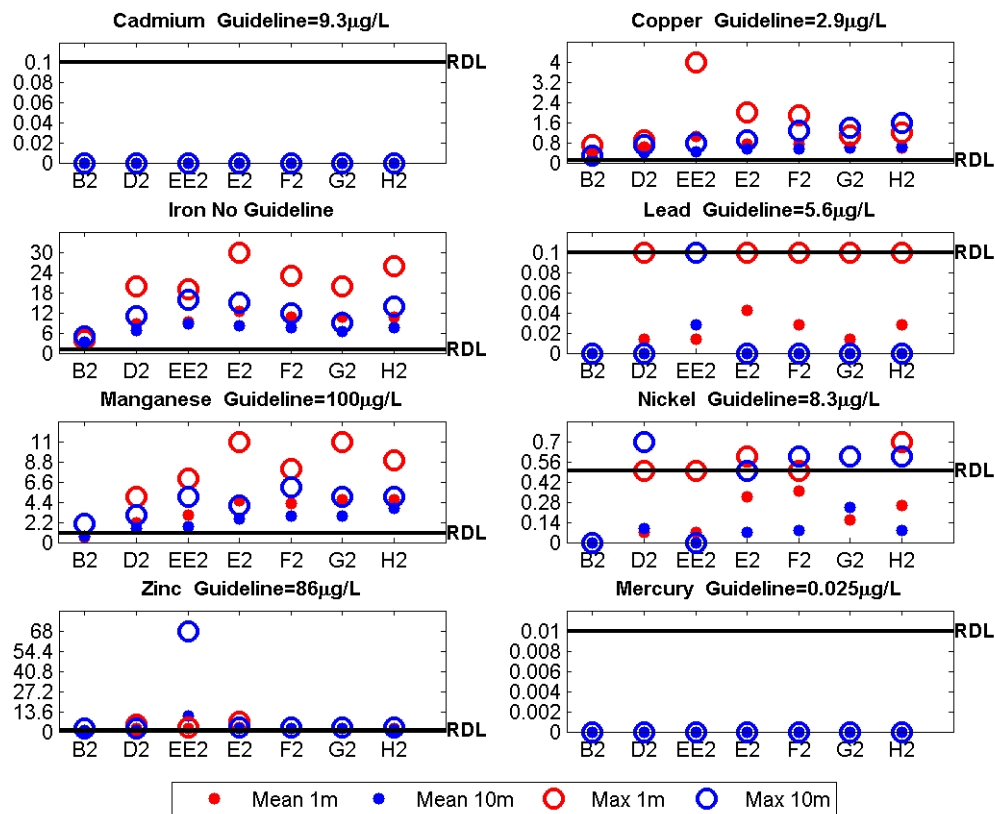 Cadmium  Guideline=9.3µg/L
0.1
0.08
0.06
0.04
0.02
0
RDL
B2 D2 EE2 E2 F2 G2 H2
Copper  Guideline=2.9µg/L
4
3.2
2.4
1.6
0.8
0
RDL
B2 D2 EE2 E2 F2 G2 H2
Iron No Guideline
30
24
18
12
6
0
RDL
B2 D2 EE2 E2 F2 G2 H2
Lead  Guideline=5.6µg/L
0.1
0.08
0.06
0.04
0.02
0
RDL
B2 D2 EE2 E2 F2 G2 H2
Manganese  Guideline=100µg/L
11
8.8
6.6
4.4
2.2
0
RDL
B2 D2 EE2 E2 F2 G2 H2
Nickel  Guideline=8.3µg/L
0.7
0.56
0.42
0.28
0.14
0
RDL
B2 D2 EE2 E2 F2 G2 H2
Zinc  Guideline=86µg/L
68
54.4
40.8
27.2
13.6
0
RDL
B2 D2 EE2 E2 F2 G2 H2
Mercury  Guideline=0.025µg/L
0.01
0.008
0.006
0.004
0.002
0
RDL
B2 D2 EE2 E2 F2 G2 H2
Mean 1m Mean 10m Max 1m Max 10m